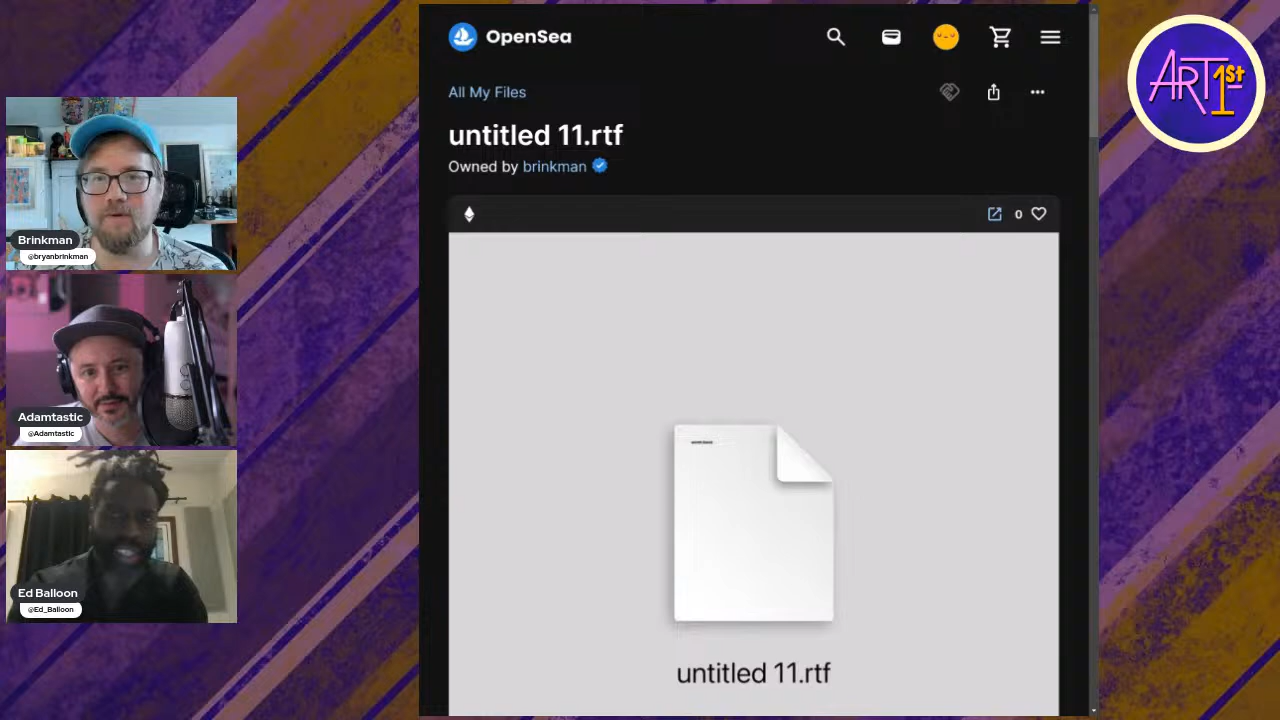 Brinkman
@bryanbrinkman
Adamtastic
@Adamtastic
Ed Balloon
@Ed_Balloon
OpenSea
All My Files
untitled 11.rtf
Owned by brinkman
0
untitled 11.rtf
ART 1st